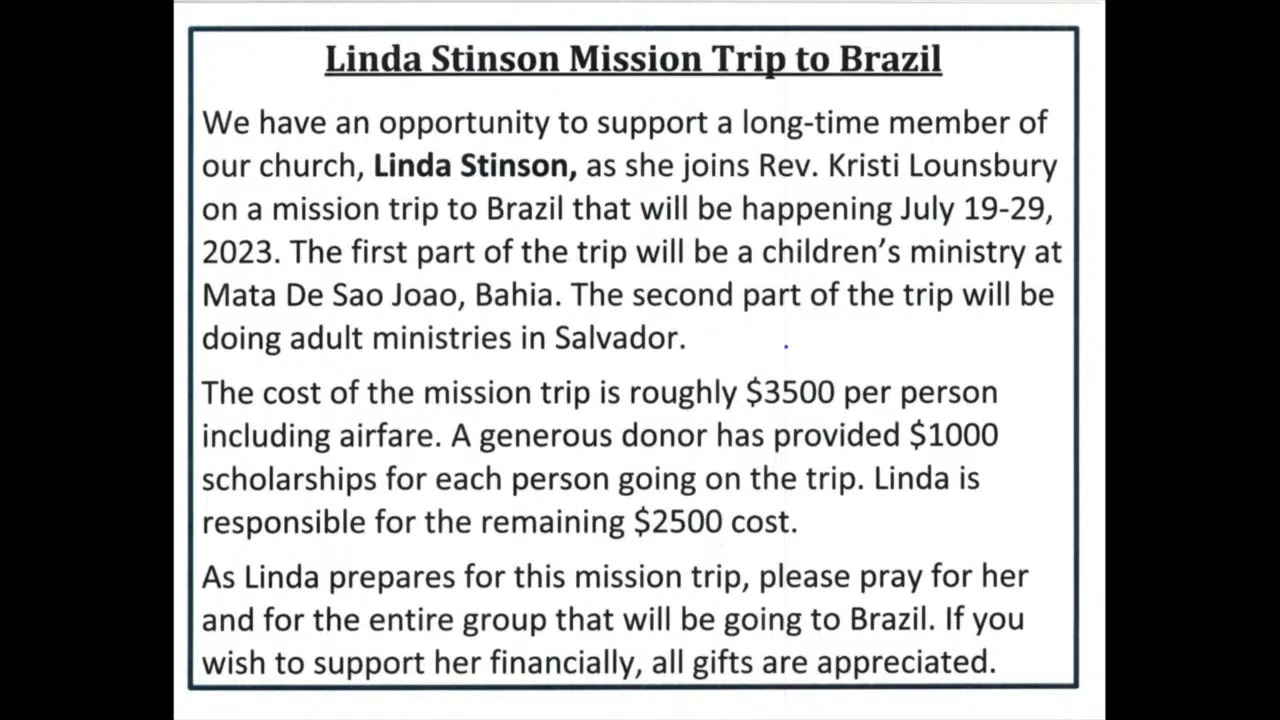 Linda Stinson Mission Trip to Brazil
We have an opportunity to support a long-time member of
our church, Linda Stinson, as she joins Rev. Kristi Lounsbury
on a mission trip to Brazil that will be happening July 19-29,
2023. The first part of the trip will be a children’s ministry at
Mata De Sao Joao, Bahia. The second part of the trip will be
doing adult ministries in Salvador.
The cost of the mission trip is roughly $3500 per person
including airfare. A generous donor has provided $1000
scholarships for each person going on the trip. Linda is
responsible for the remaining $2500 cost.
As Linda prepares for this mission trip, please pray for her
and for the entire group that will be going to Brazil. If you
wish to support her financially, all gifts are appreciated.